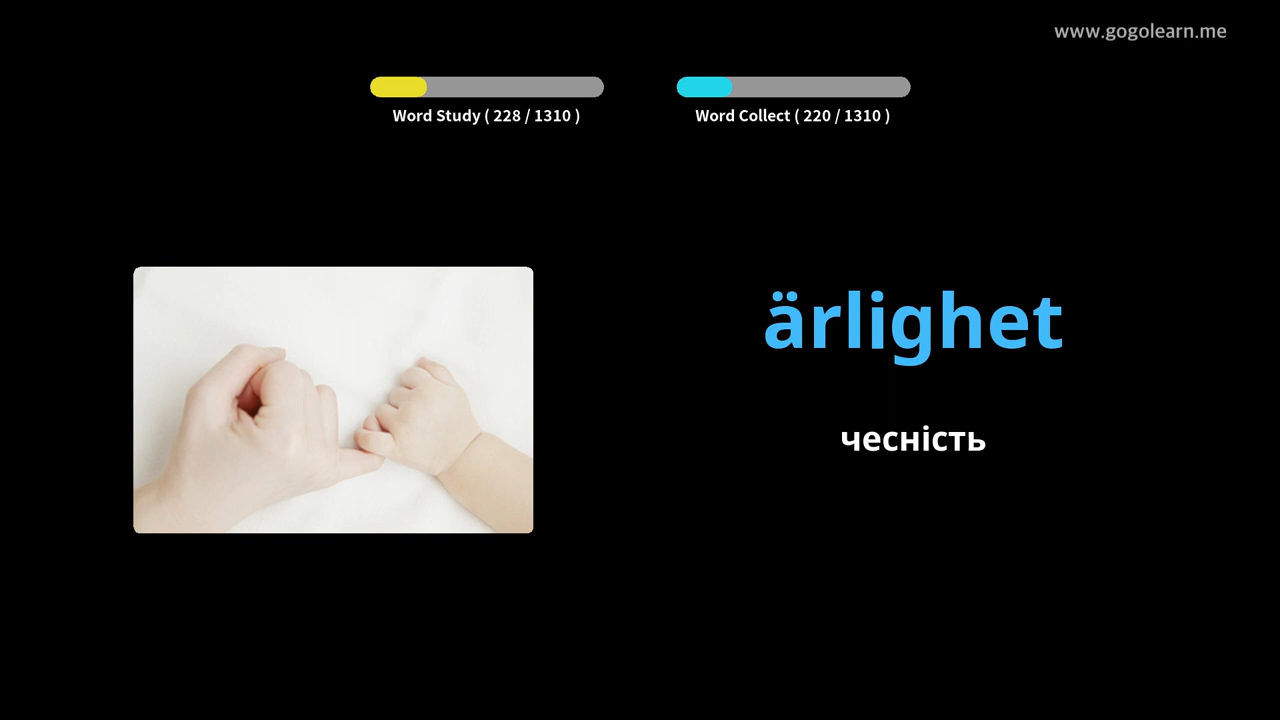 www.gogolearn.me
Word Study ( 228 / 1310 )
Word Collect ( 220 / 1310 )
ärlighet
чесність